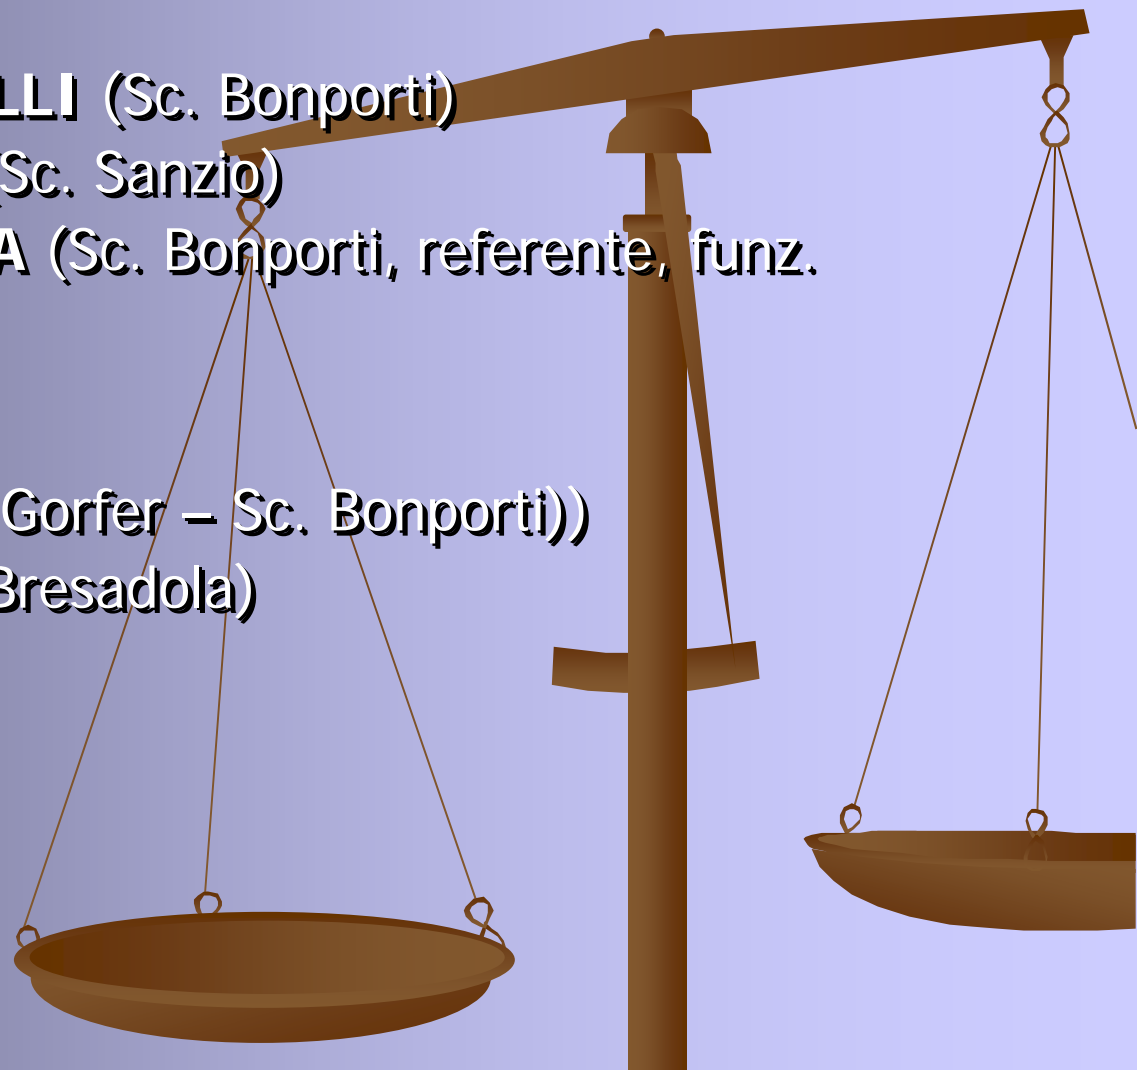 LLI (Sc. Bonporti)
Sc. Sanzio)
A (Sc. Bonporti, referente, funz.
Gorfer – Sc. Bonporti))
Bresadola)